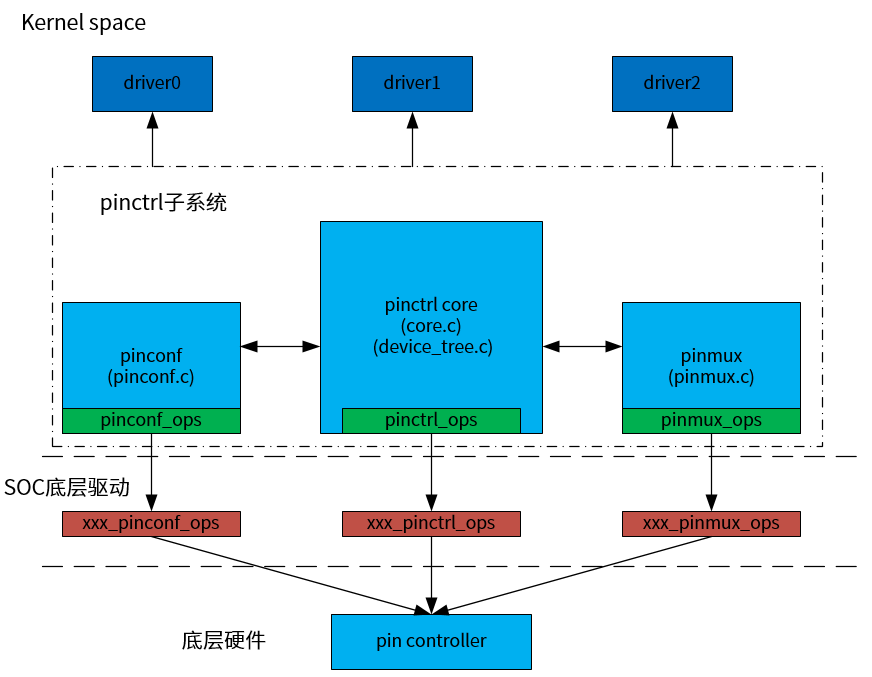 Kernel space
driver0
driver1
driver2
pinctrl子系统
pinctrl core
(core.c)
(device_tree.c)
pinconf
(pinconf.c)
pinmux
(pinmux.c)
pinconf_ops
pinctrl_ops
pinmux_ops
SOC底层驱动
xxx_pinconf_ops
xxx_pinctrl_ops
xxx_pinmux_ops
底层硬件
pin controller